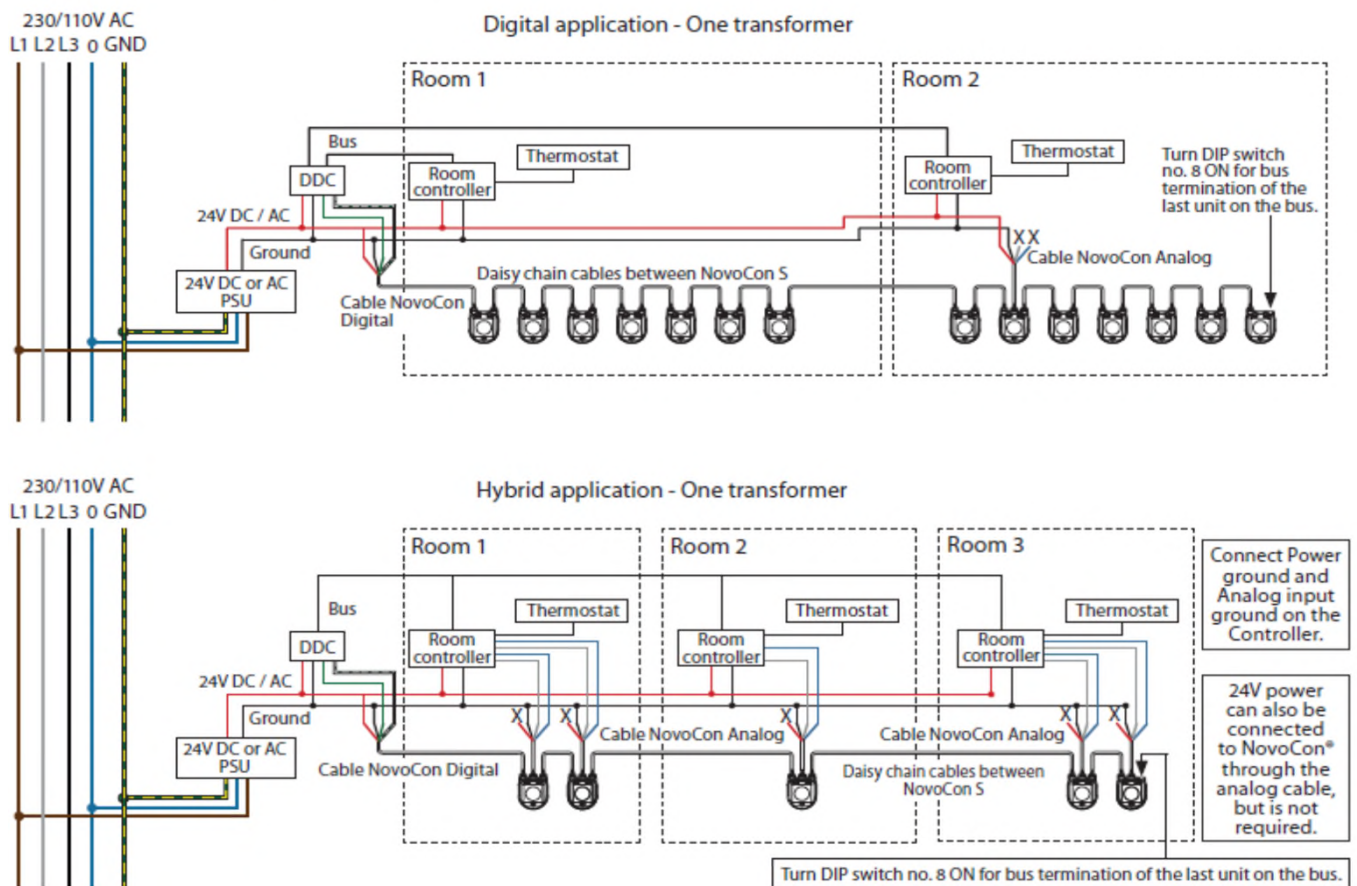 230/110V AC
L1 L2 L3 0 GND
Digital application - One transformer
Room 1
Room 2
Bus
DDC
Room
controller
Thermostat
Room
controller
Thermostat
Turn DIP switch
no. 8 ON for bus
termination of the
last unit on the bus.
24V DC / AC
Ground
24V DC or AC
PSU
Cable NovoCon
Digital
Daisy chain cables between NovoCon S
X X
Cable NovoCon Analog
230/110V AC
L1 L2 L3 0 GND
Hybrid application - One transformer
Room 1
Room 2
Room 3
Bus
DDC
Room
controller
Thermostat
Room
controller
Thermostat
Room
controller
Thermostat
Connect Power
ground and
Analog input
ground on the
Controller.
24V DC / AC
Ground
24V DC or AC
PSU
Cable NovoCon Digital
X X
Cable NovoCon Analog
X
Cable NovoCon Analog
X X
Daisy chain cables between
NovoCon S
24V power
can also be
connected
to NovoCon®
through the
analog cable,
but is not
required.
Turn DIP switch no. 8 ON for bus termination of the last unit on the bus.